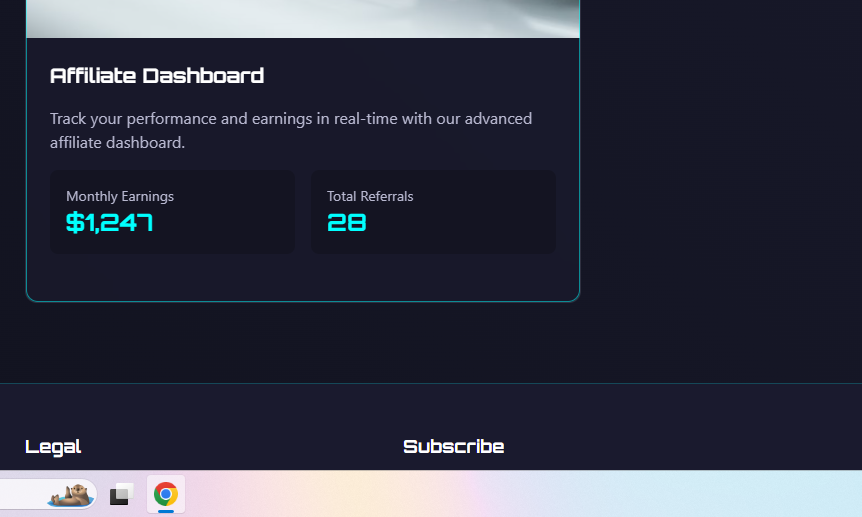 Affiliate Dashboard
Track your performance and earnings in real-time with our advanced
affiliate dashboard.
Monthly Earnings
$1,247
Total Referrals
28
Legal
Subscribe